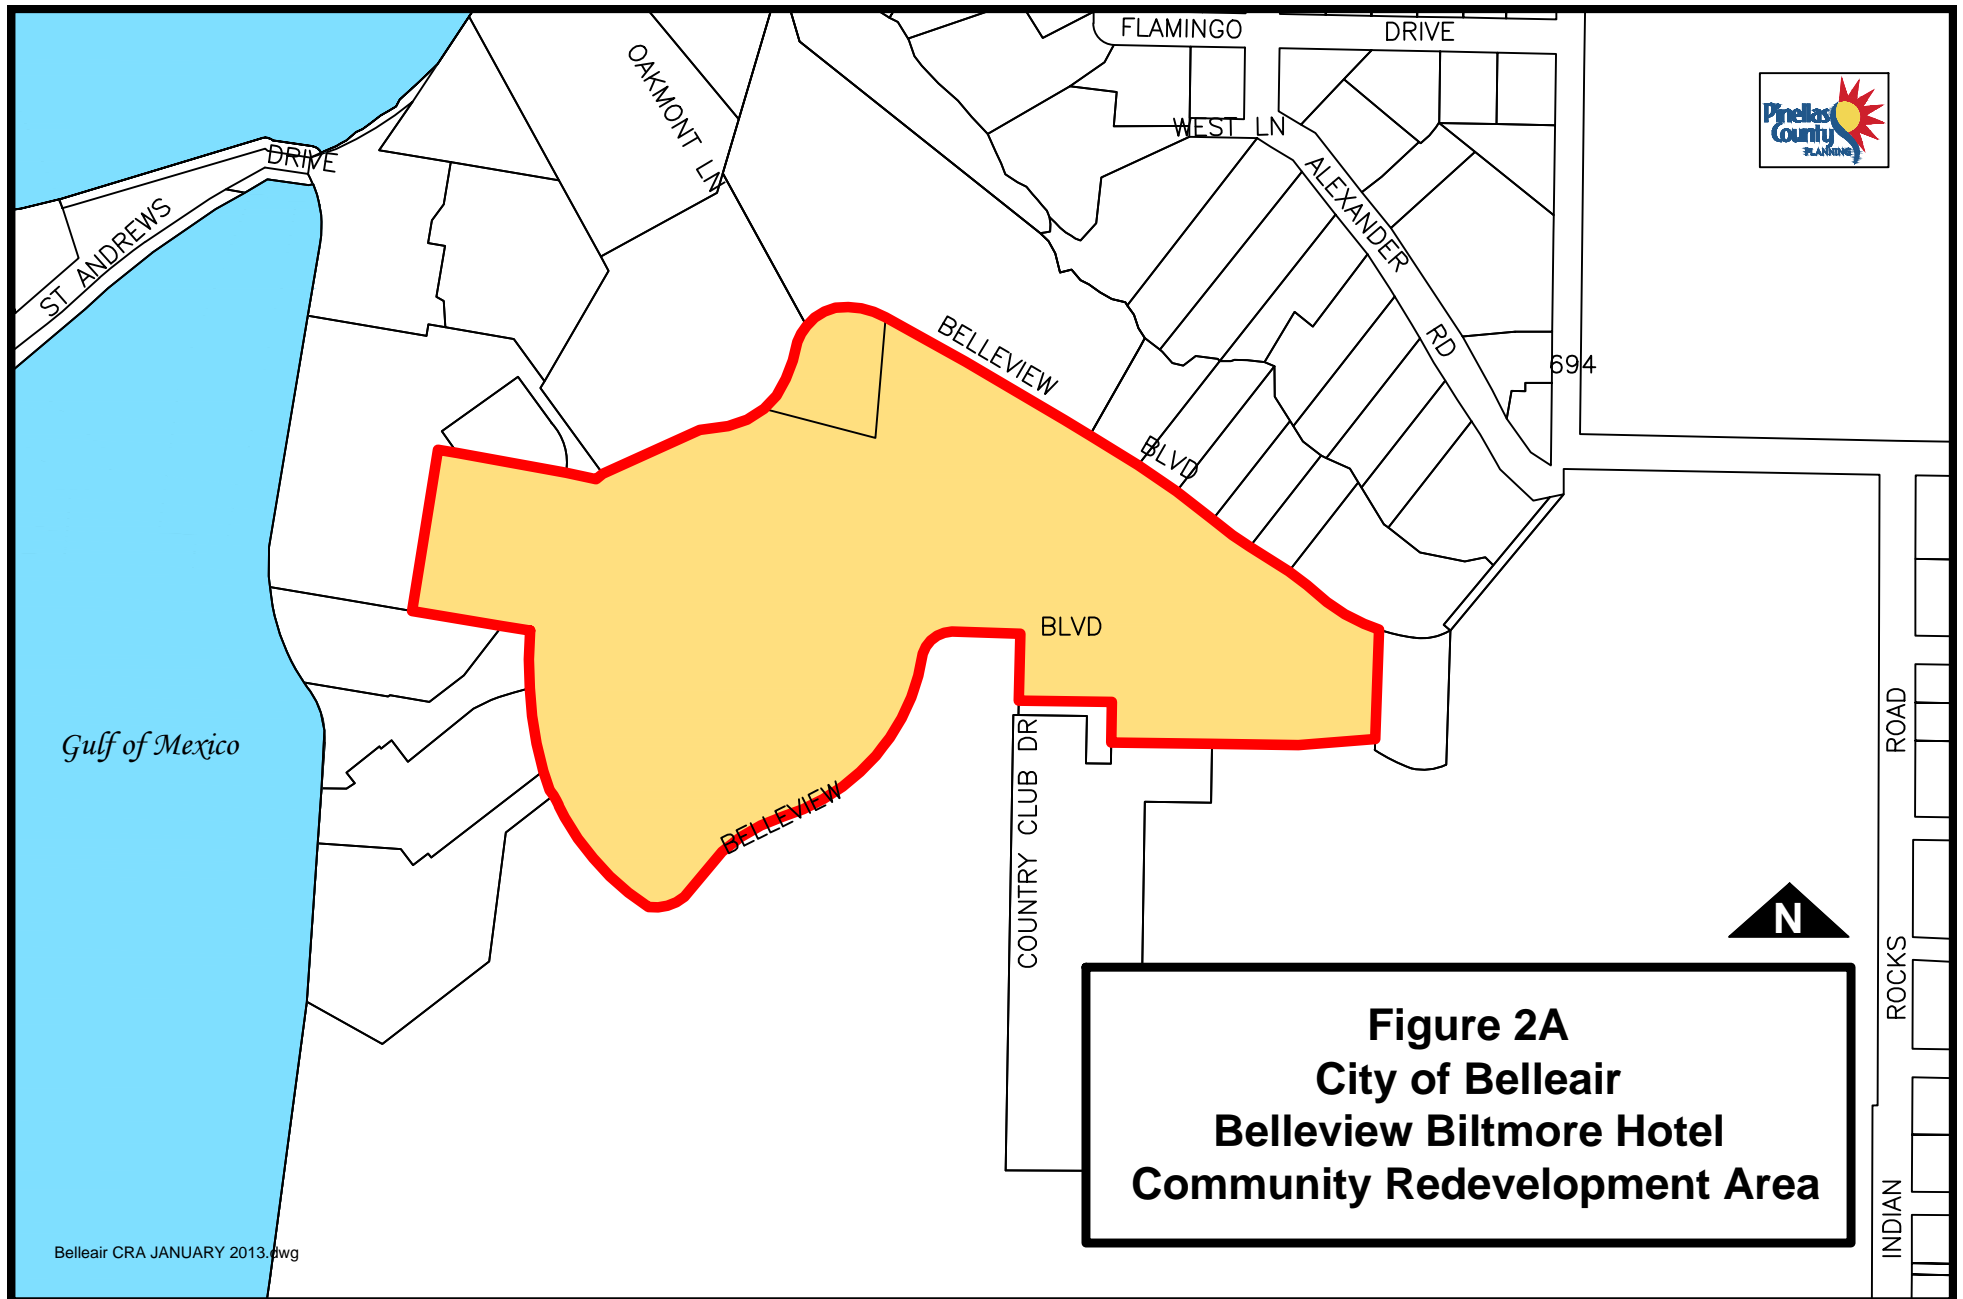 FLAMINGO DRIVE
OAKMONT LN
Pinellas
County
PLANNING
WEST LN
DRIVE
ST ANDREWS
ALEXANDER
RD
BELLEVIEW
694
BLVD
BLVD
Gulf of Mexico
BELLEVIEW
COUNTRY CLUB DR
ROAD
ROCKS
INDIAN
N
Figure 2A
City of Belleair
Belleview Biltmore Hotel
Community Redevelopment Area
Belleair CRA JANUARY 2013.dwg